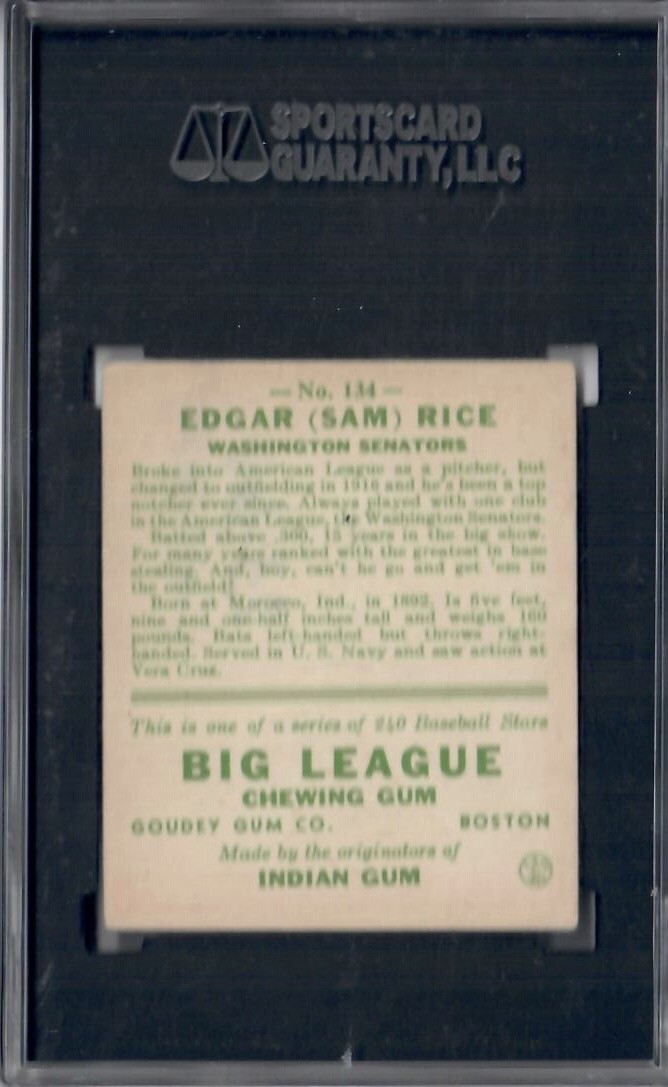 SPORTSCARD
GUARANTY, LLC
— No. 134 —
EDGAR (SAM) RICE
WASHINGTON SENATORS
Broke into American League as a pitcher, but
changed to outfielding in 1916 and he's been a top
notcher ever since. Always played with one club
in the American League, the Washington Senators.
Batted above .300, 15 years in the big show.
For many years ranked with the greatest in base
stealing. And, boy, can't he go and get 'em in
the outfield!
Born at Morocco, Ind., in 1892. Is five feet,
nine and one-half inches tall and weighs 160
pounds. Bats left-handed but throws right-
handed. Served in U. S. Navy and saw action at
Vera Cruz.
This is one of a series of 240 Baseball Stars
BIG LEAGUE
CHEWING GUM
GOUDEY GUM CO. BOSTON
Made by the originators of
INDIAN GUM